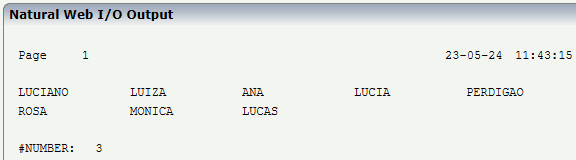 Natural Web I/O Output
Page 1 23-05-24 11:43:15
LUCIANO LUIZA ANA LUCIA PERDIGAO
ROSA MONICA LUCAS
#NUMBER: 3